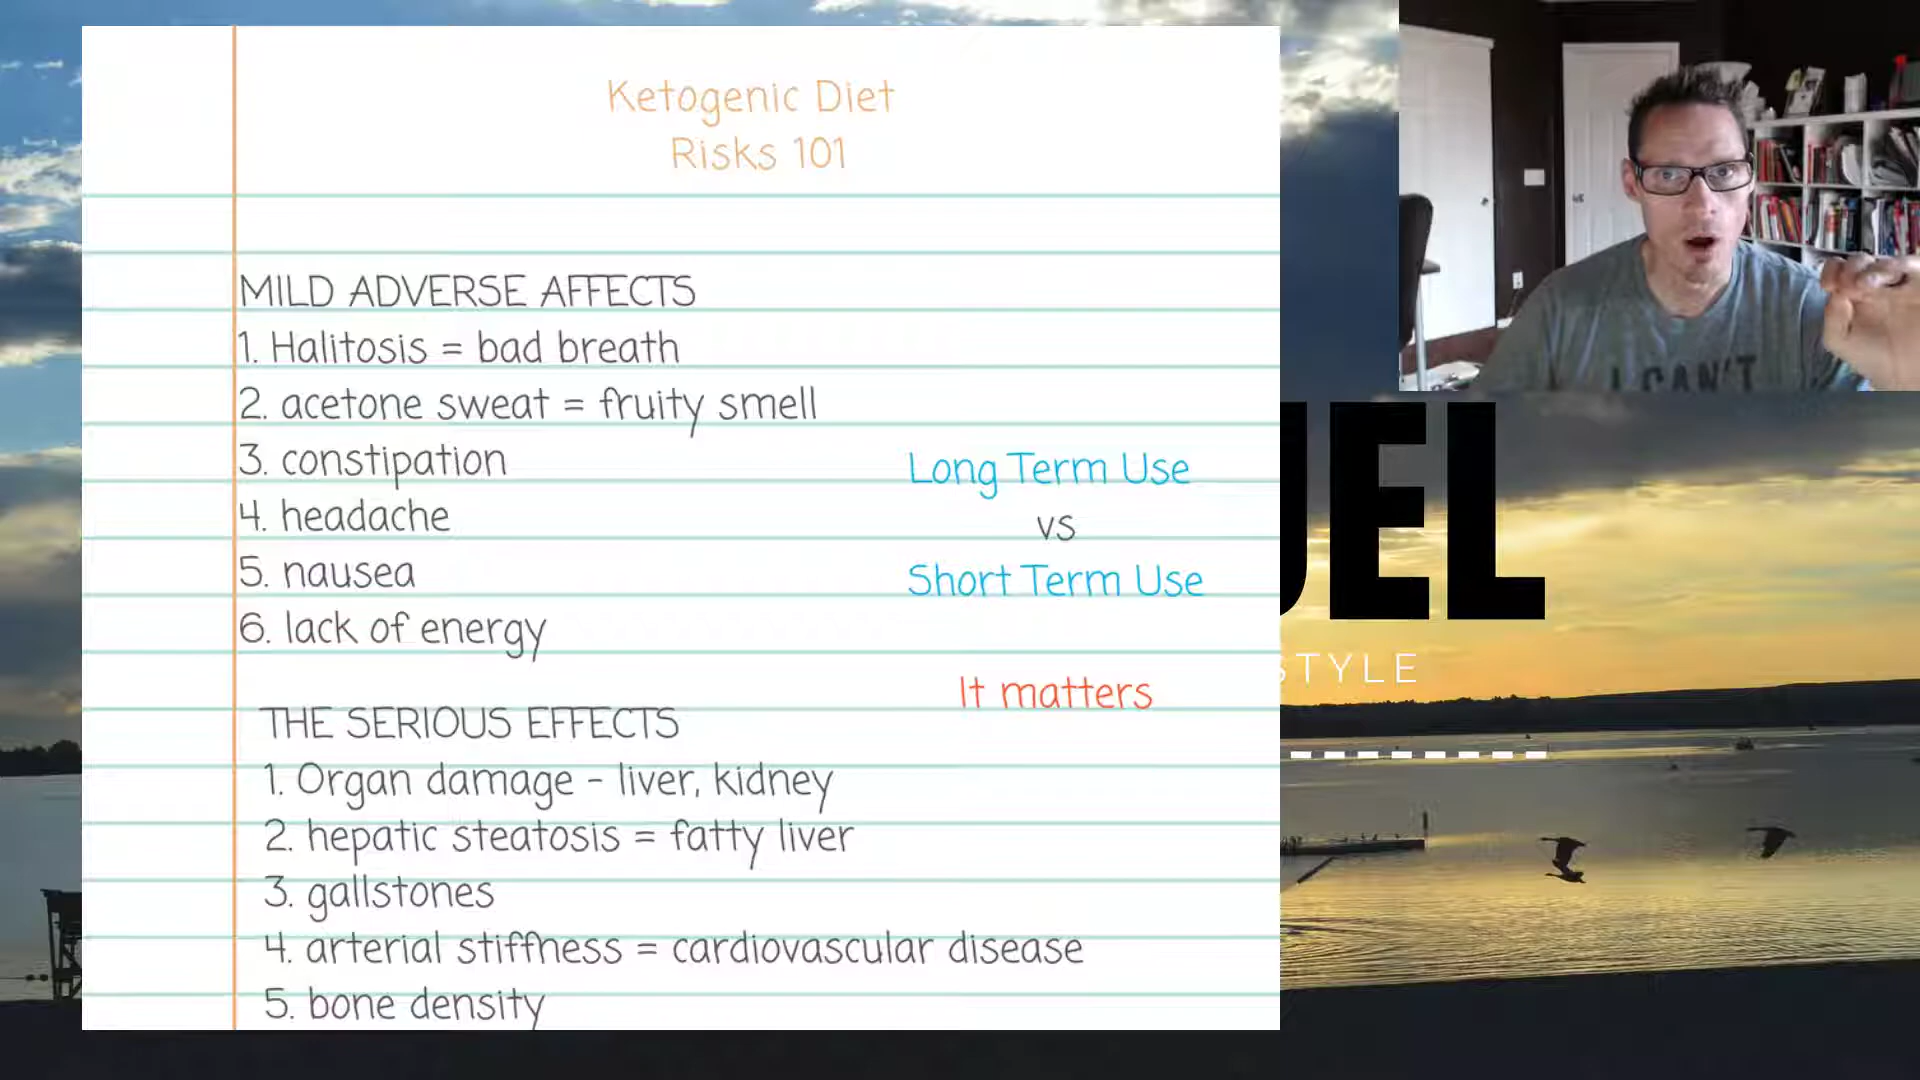 Ketogenic Diet
Risks 101
MILD ADVERSE AFFECTS
1. Halitosis = bad breath
2. acetone sweat = fruity smell
3. constipation
4. headache
5. nausea
6. lack of energy
Long Term Use
vs
Short Term Use
It matters
THE SERIOUS EFFECTS
1. Organ damage - liver, kidney
2. hepatic steatosis = fatty liver
3. gallstones
4. arterial stiffness = cardiovascular disease
5. bone density
I CAN'T
UEL
STYLE